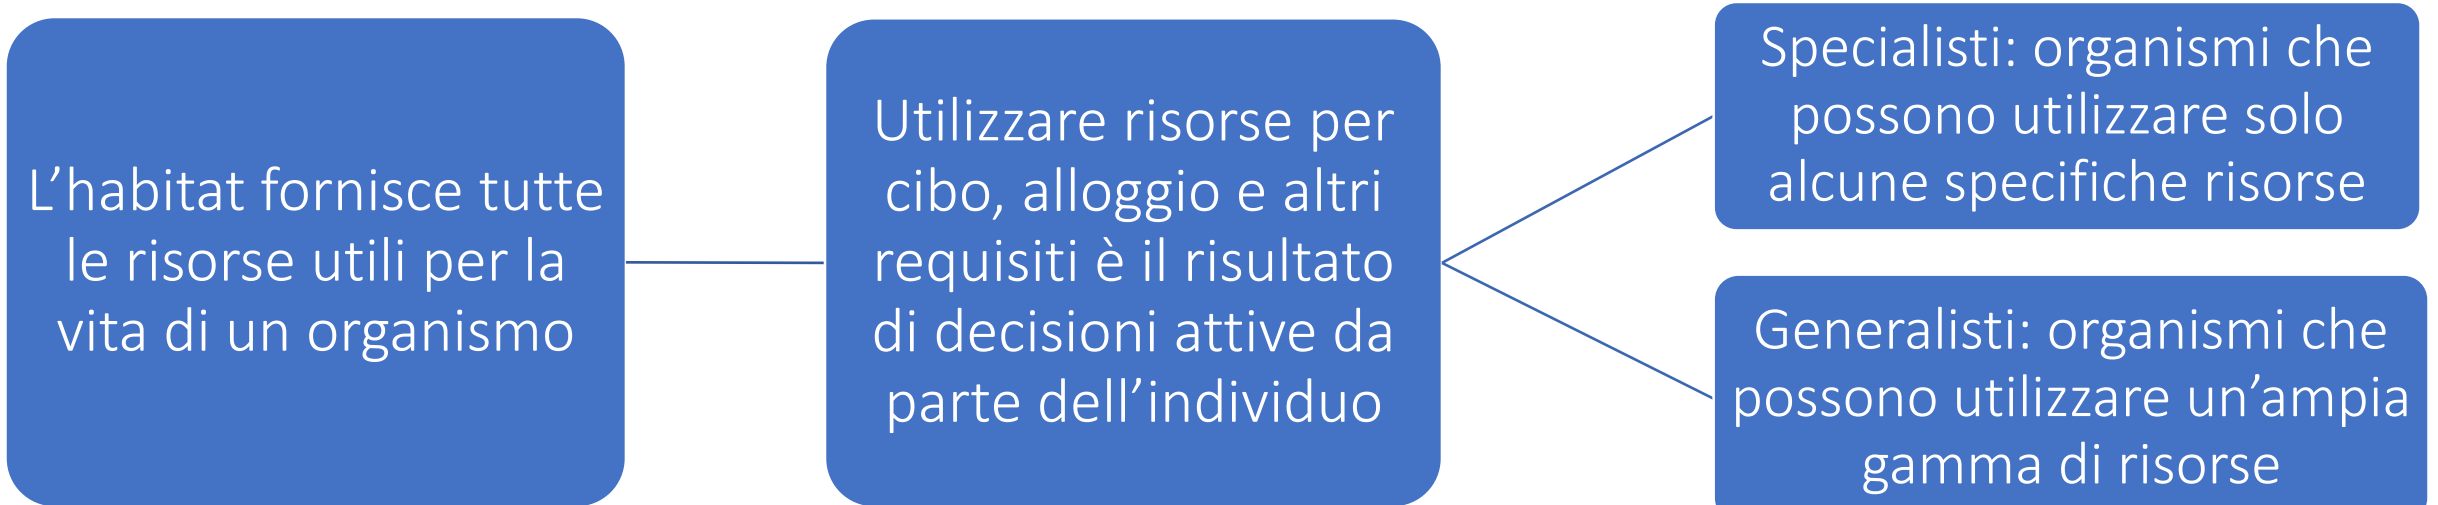 L’habitat fornisce tutte
le risorse utili per la
vita di un organismo
Utilizzare risorse per
cibo, alloggio e altri
requisiti è il risultato
di decisioni attive da
parte dell’individuo
Specialisti: organismi che
possono utilizzare solo
alcune specifiche risorse
Generalisti: organismi che
possono utilizzare un’ampia
gamma di risorse